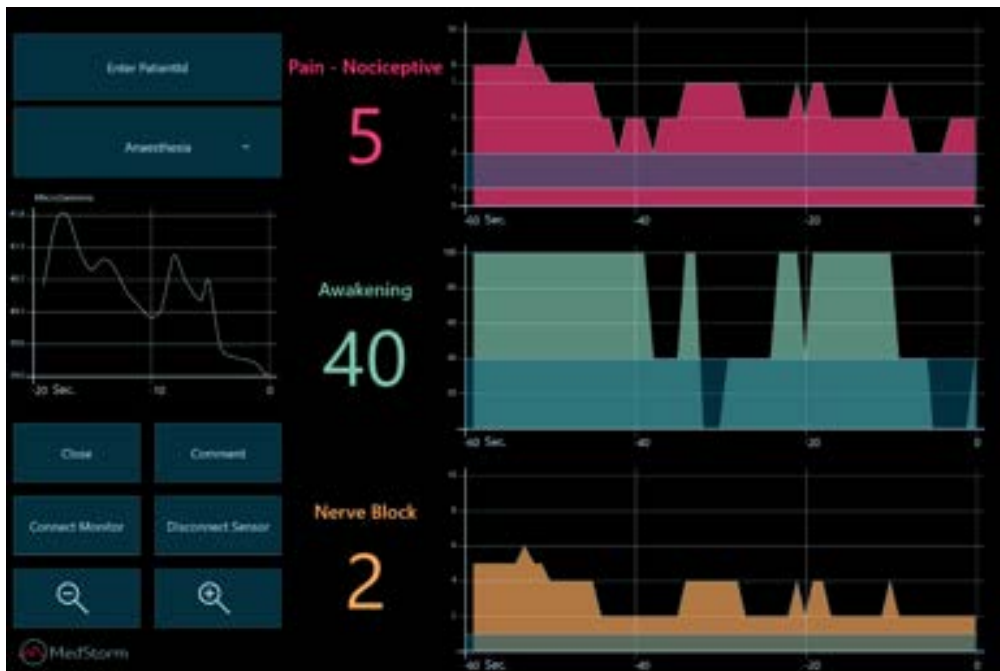 Enter PatientId
Anaesthesia
Microsiemens
-20 Sec.
-10
0
Close
Comment
Connect Monitor
Disconnect Sensor
MedStorm
Pain - Nociceptive
5
-60 Sec.
-40
-20
0
Awakening
40
-60 Sec.
-40
-20
0
Nerve Block
2
-60 Sec.
-40
-20
0